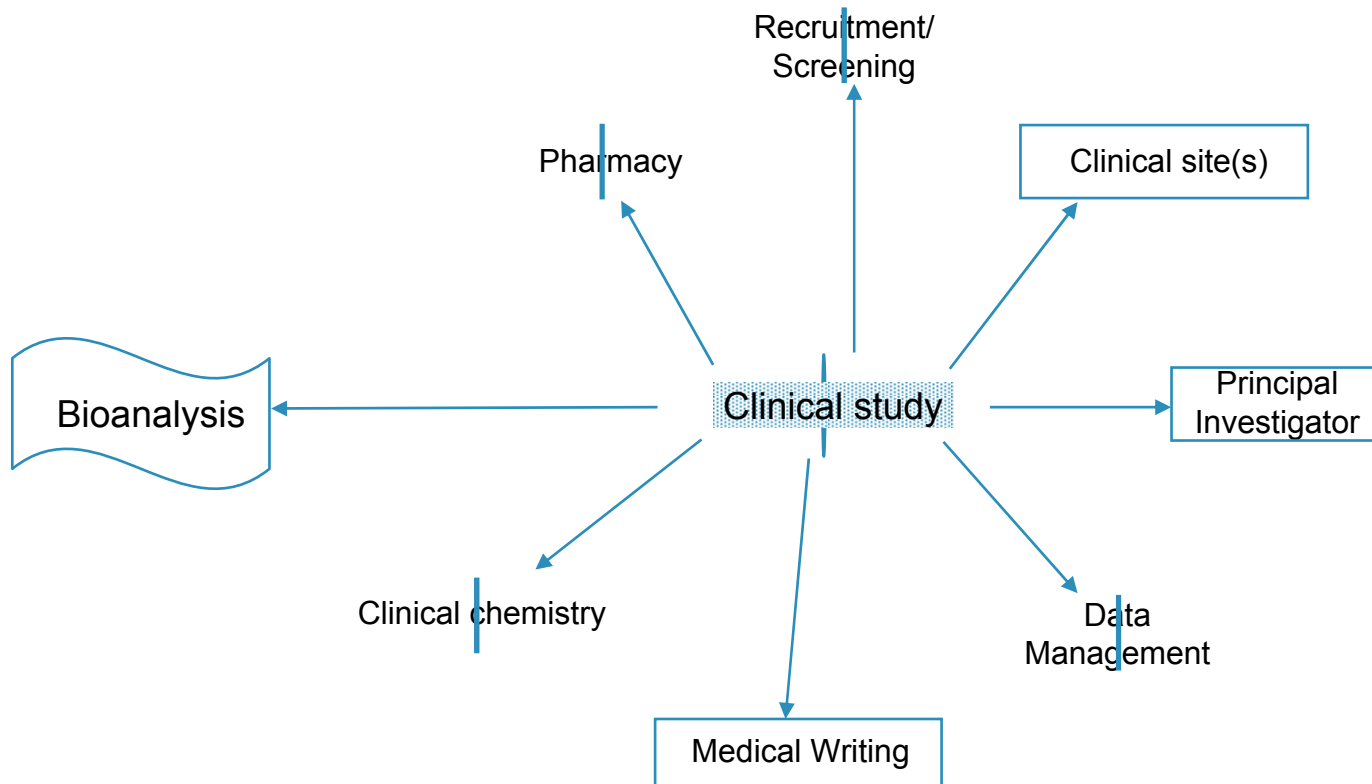 Recruitment/
Screening
Pharmacy
Clinical site(s)
Bioanalysis
Clinical study
Principal
Investigator
Clinical chemistry
Data
Management
Medical Writing